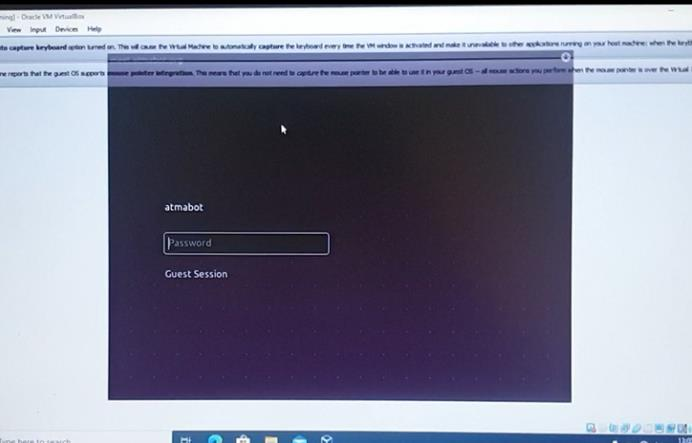 ning] - Oracle VM VirtualBox
View Input Devices Help
to capture keyboard option turned on. This will cause the Virtual Machine to automatically capture the keyboard every time the VM window is activated and make it unavailable to other applications running on your host machine: when the
ne reports that the guest OS supports mouse pointer integration. This means that you do not need to capture the mouse pointer to be able to use it in your guest OS -- all mouse actions you perform when the mouse pointer is over the Virtual
atmabot
Password
Guest Session
Type here to search